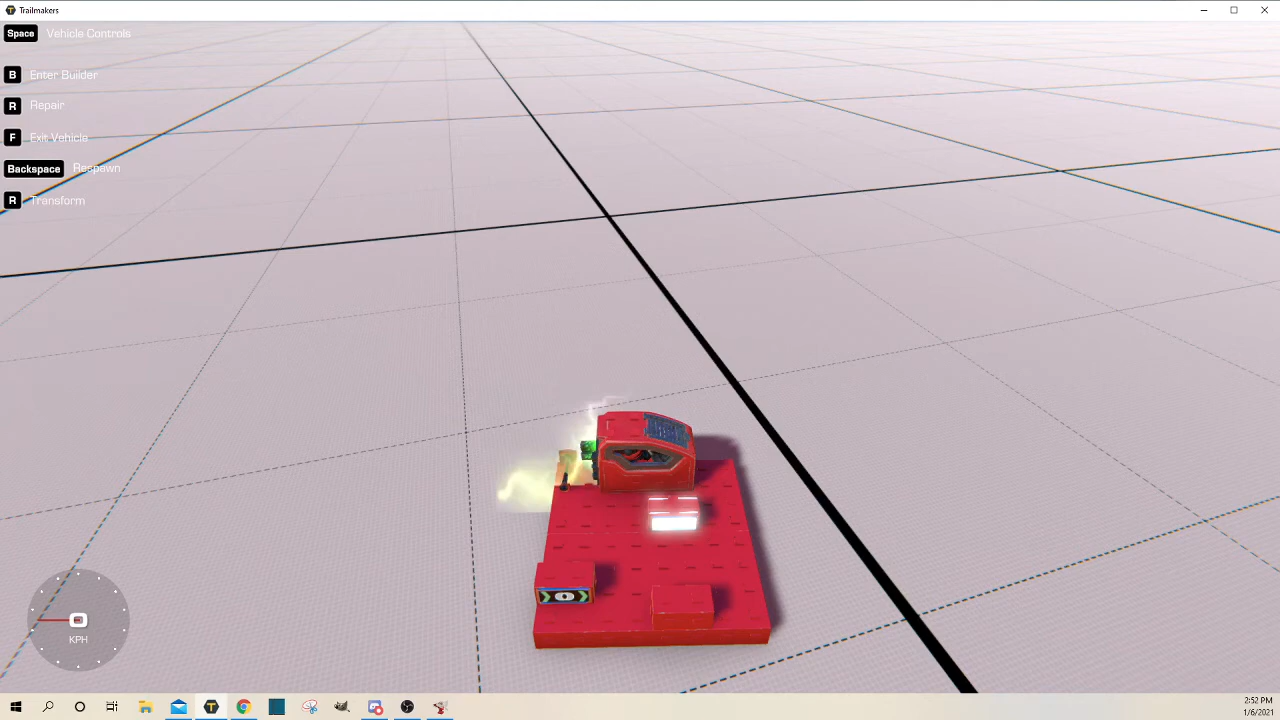 Trailmakers
Space Vehicle Controls
B Enter Builder
R Repair
F Exit Vehicle
Backspace Respawn
R Transform
KPH
2:52 PM
1/6/2021